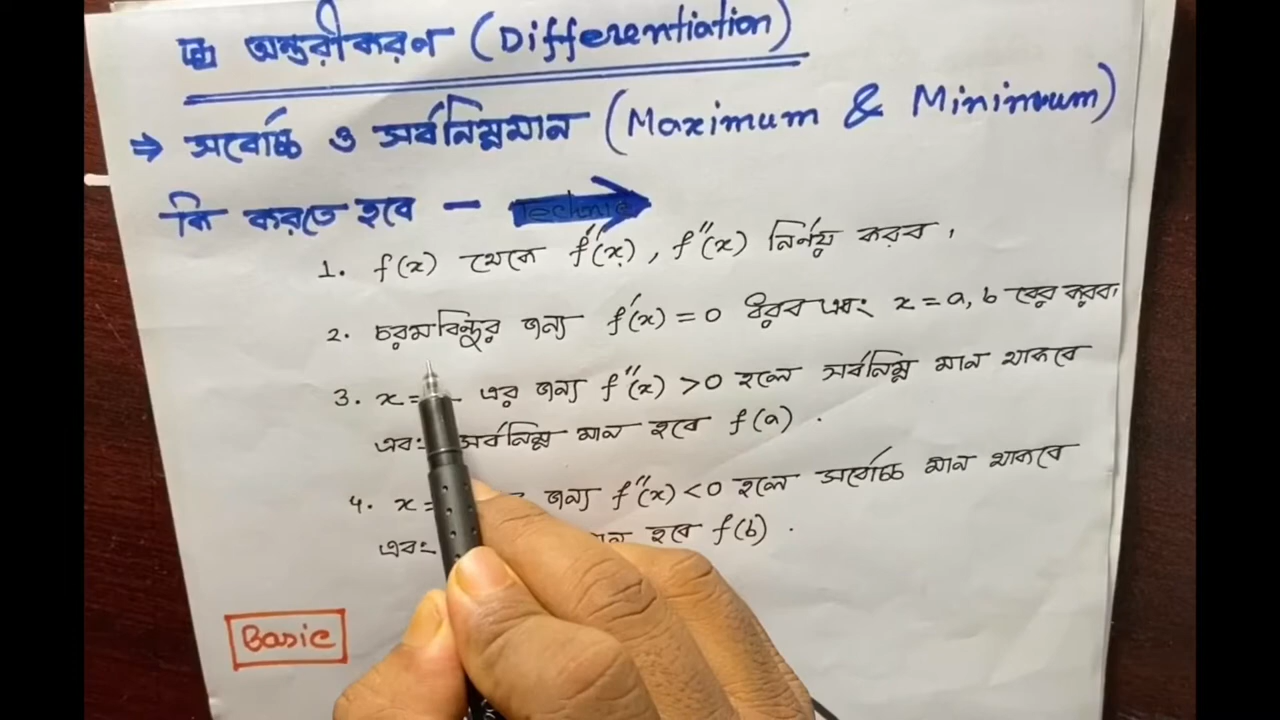 অন্তরীকরণ (Differentiation)
⇒ সর্বোচ্চ ও সর্বনিম্নমান (Maximum & Minimum)
কি করতে হবে - Technic
1. f(x) থেকে f'(x), f''(x) নির্ণয় করব।
2. চরমবিন্দুর জন্য f'(x) = 0 ধরব এবং x = a, b বের করব।
3. x = এর জন্য f''(x) > 0 হলে সর্বনিম্ন মান থাকবে
এবং সর্বনিম্ন মান হবে f(a).
4. x = জন্য f''(x) < 0 হলে সর্বোচ্চ মান থাকবে
এবং মান হবে f(b).
Basic